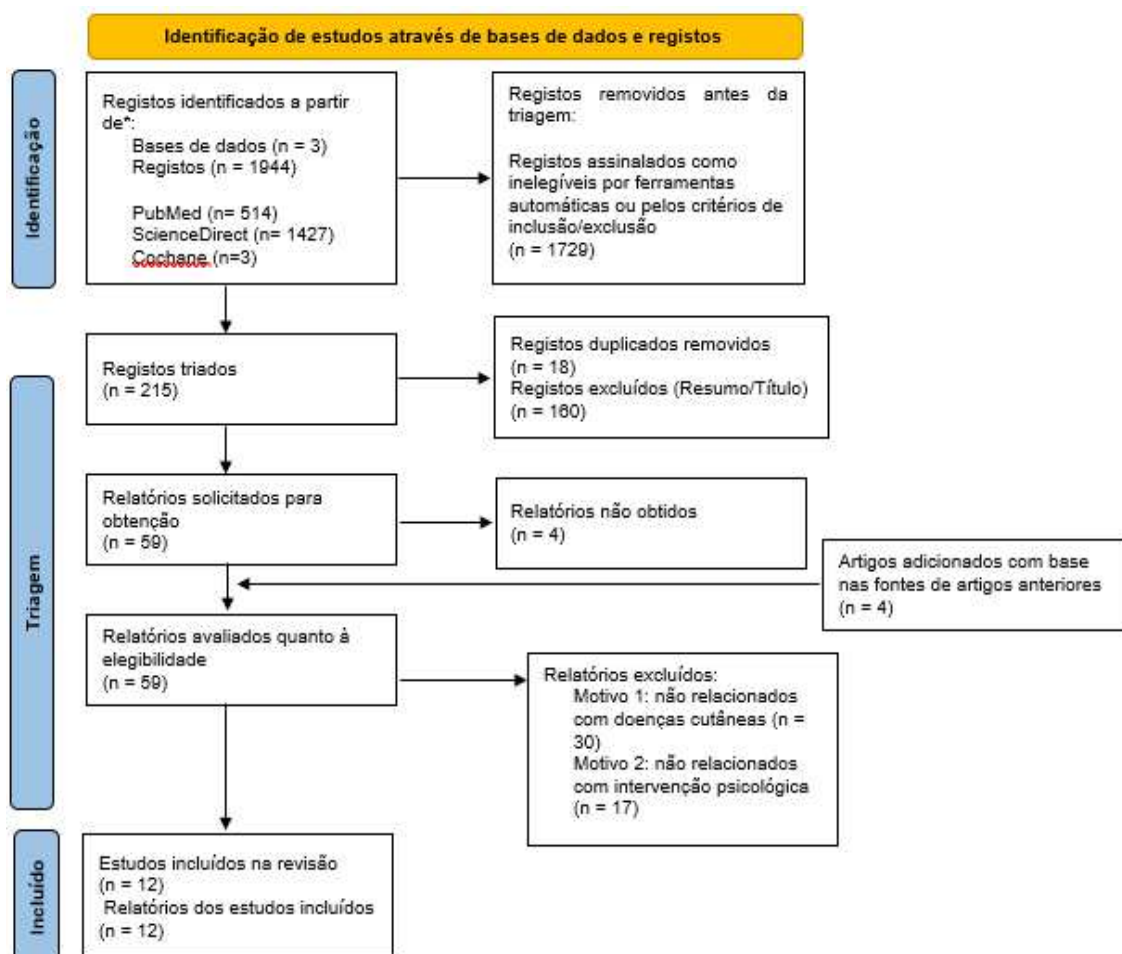 Identificação de estudos através de bases de dados e registos
Identificação
Registos identificados a partir
de*:
Bases de dados (n = 3)
Registos (n = 1944)
PubMed (n= 514)
ScienceDirect (n= 1427)
Cochane (n=3)
Registos removidos antes da
triagem:
Registos assinalados como
inelegíveis por ferramentas
automáticas ou pelos critérios de
inclusão/exclusão
(n = 1729)
Triagem
Registos triados
(n = 215)
Registos duplicados removidos
(n = 18)
Registos excluídos (Resumo/Título)
(n = 160)
Relatórios solicitados para
obtenção
(n = 59)
Relatórios não obtidos
(n = 4)
Artigos adicionados com base
nas fontes de artigos anteriores
(n = 4)
Relatórios avaliados quanto à
elegibilidade
(n = 59)
Relatórios excluídos:
Motivo 1: não relacionados
com doenças cutâneas (n =
30)
Motivo 2: não relacionados
com intervenção psicológica
(n = 17)
Incluído
Estudos incluídos na revisão
(n = 12)
Relatórios dos estudos incluídos
(n = 12)